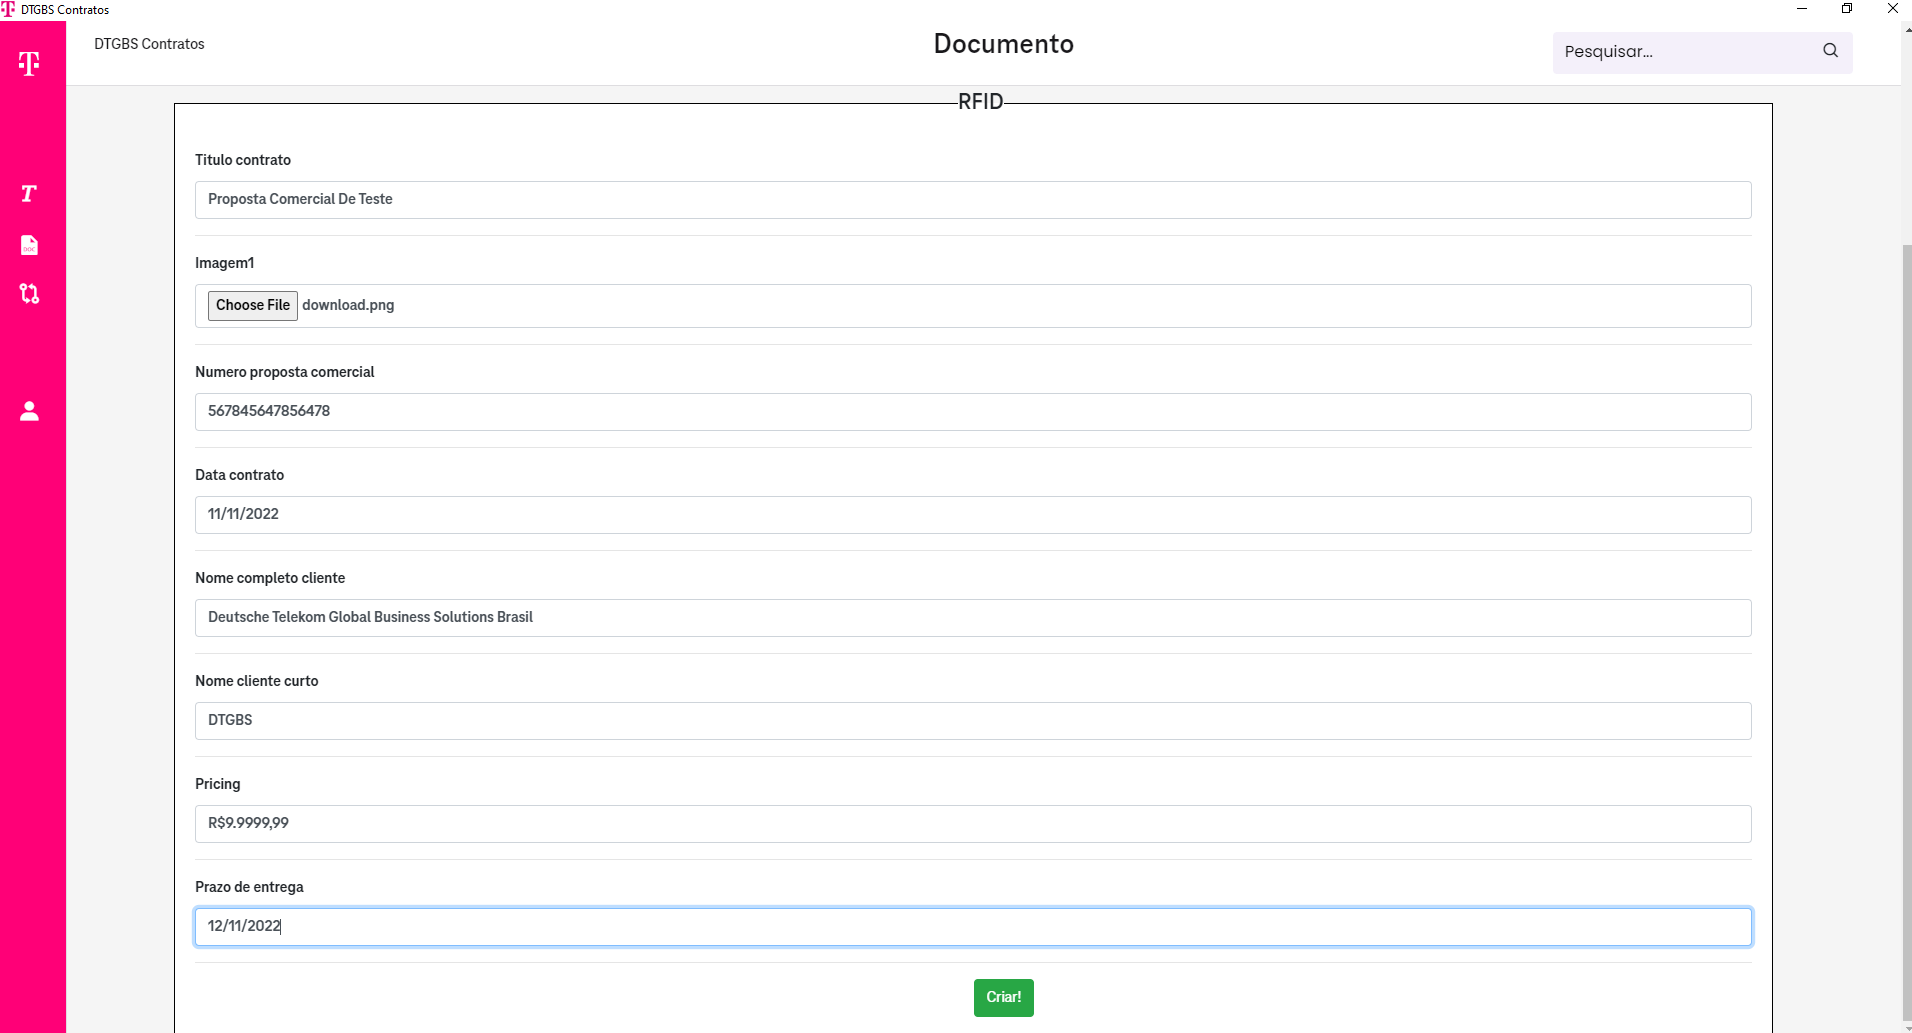 DTGBS Contratos
DTGBS Contratos
Documento
Pesquisar...
RFID
Titulo contrato
Proposta Comercial De Teste
Imagem1
Choose File download.png
Numero proposta comercial
567845647856478
Data contrato
11/11/2022
Nome completo cliente
Deutsche Telekom Global Business Solutions Brasil
Nome cliente curto
DTGBS
Pricing
R$9.9999,99
Prazo de entrega
12/11/2022
Criar!